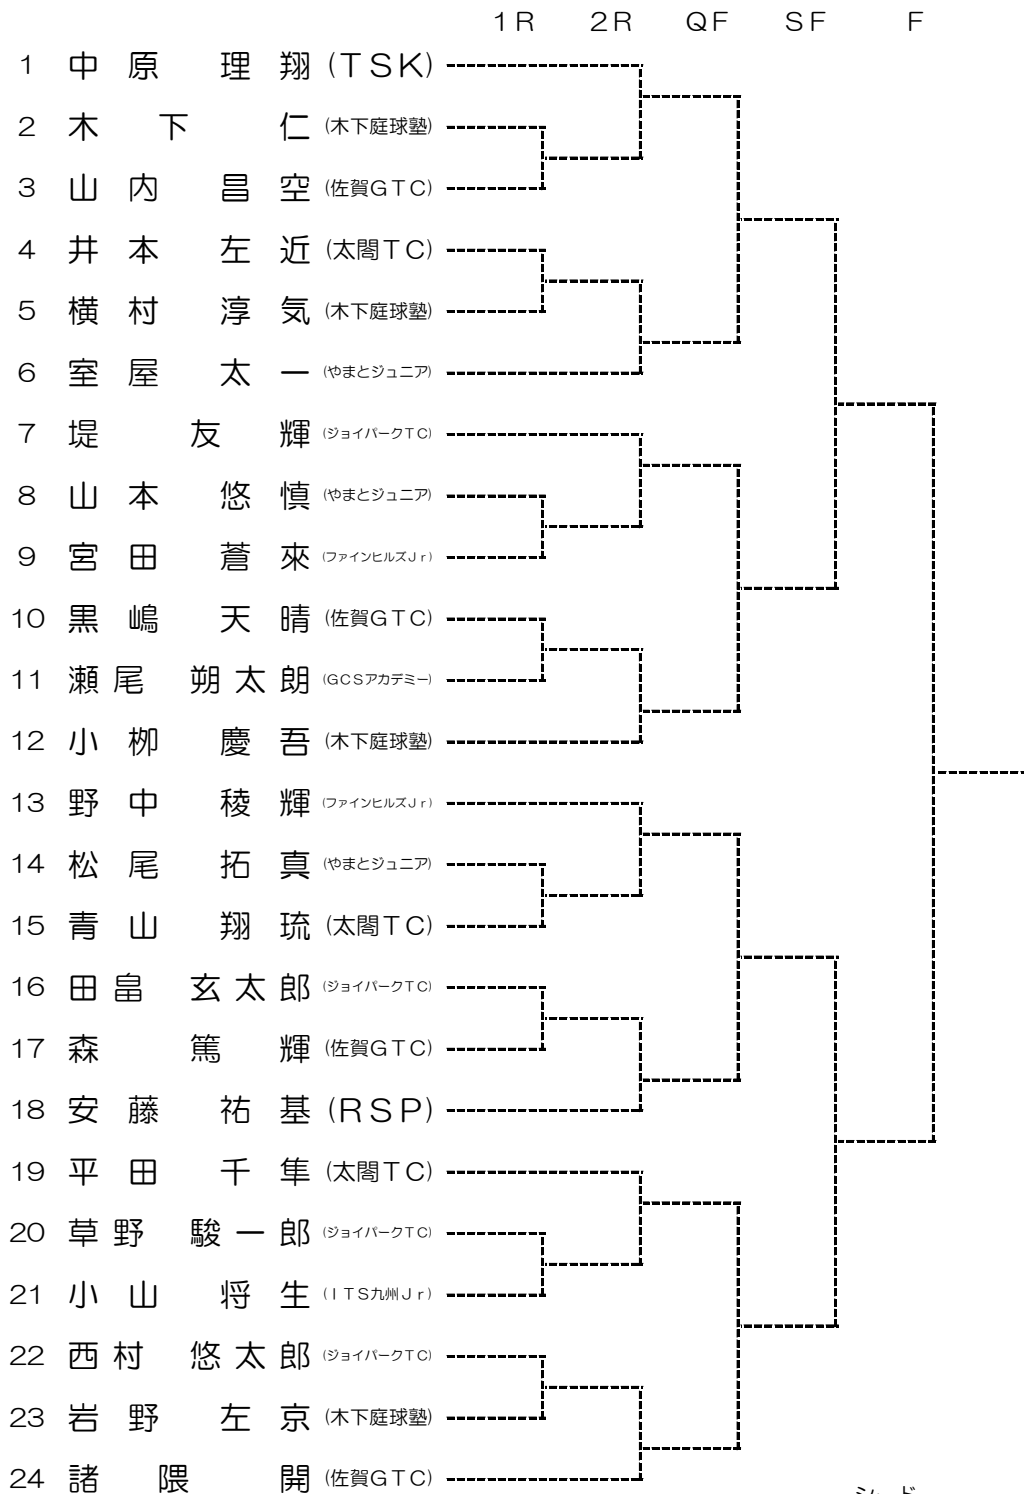 1R 2R QF SF F
1 中原 理翔 (TSK)
2 木下 仁 (木下庭球塾)
3 山内 昌空 (佐賀GTC)
4 井本 左近 (太閤TC)
5 横村 淳気 (木下庭球塾)
6 室屋 太一 (やまとジュニア)
7 堤 友輝 (ジョイパークTC)
8 山本 悠慎 (やまとジュニア)
9 宮田 蒼來 (ファインヒルズJr)
10 黒嶋 天晴 (佐賀GTC)
11 瀬尾 朔太朗 (GCSアカデミー)
12 小栁 慶吾 (木下庭球塾)
13 野中 稜輝 (ファインヒルズJr)
14 松尾 拓真 (やまとジュニア)
15 青山 翔琉 (太閤TC)
16 田畠 玄太郎 (ジョイパークTC)
17 森 篤輝 (佐賀GTC)
18 安藤 祐基 (RSP)
19 平田 千隼 (太閤TC)
20 草野 駿一郎 (ジョイパークTC)
21 小山 将生 (ITS九州Jr)
22 西村 悠太郎 (ジョイパークTC)
23 岩野 左京 (木下庭球塾)
24 諸隈 開 (佐賀GTC)